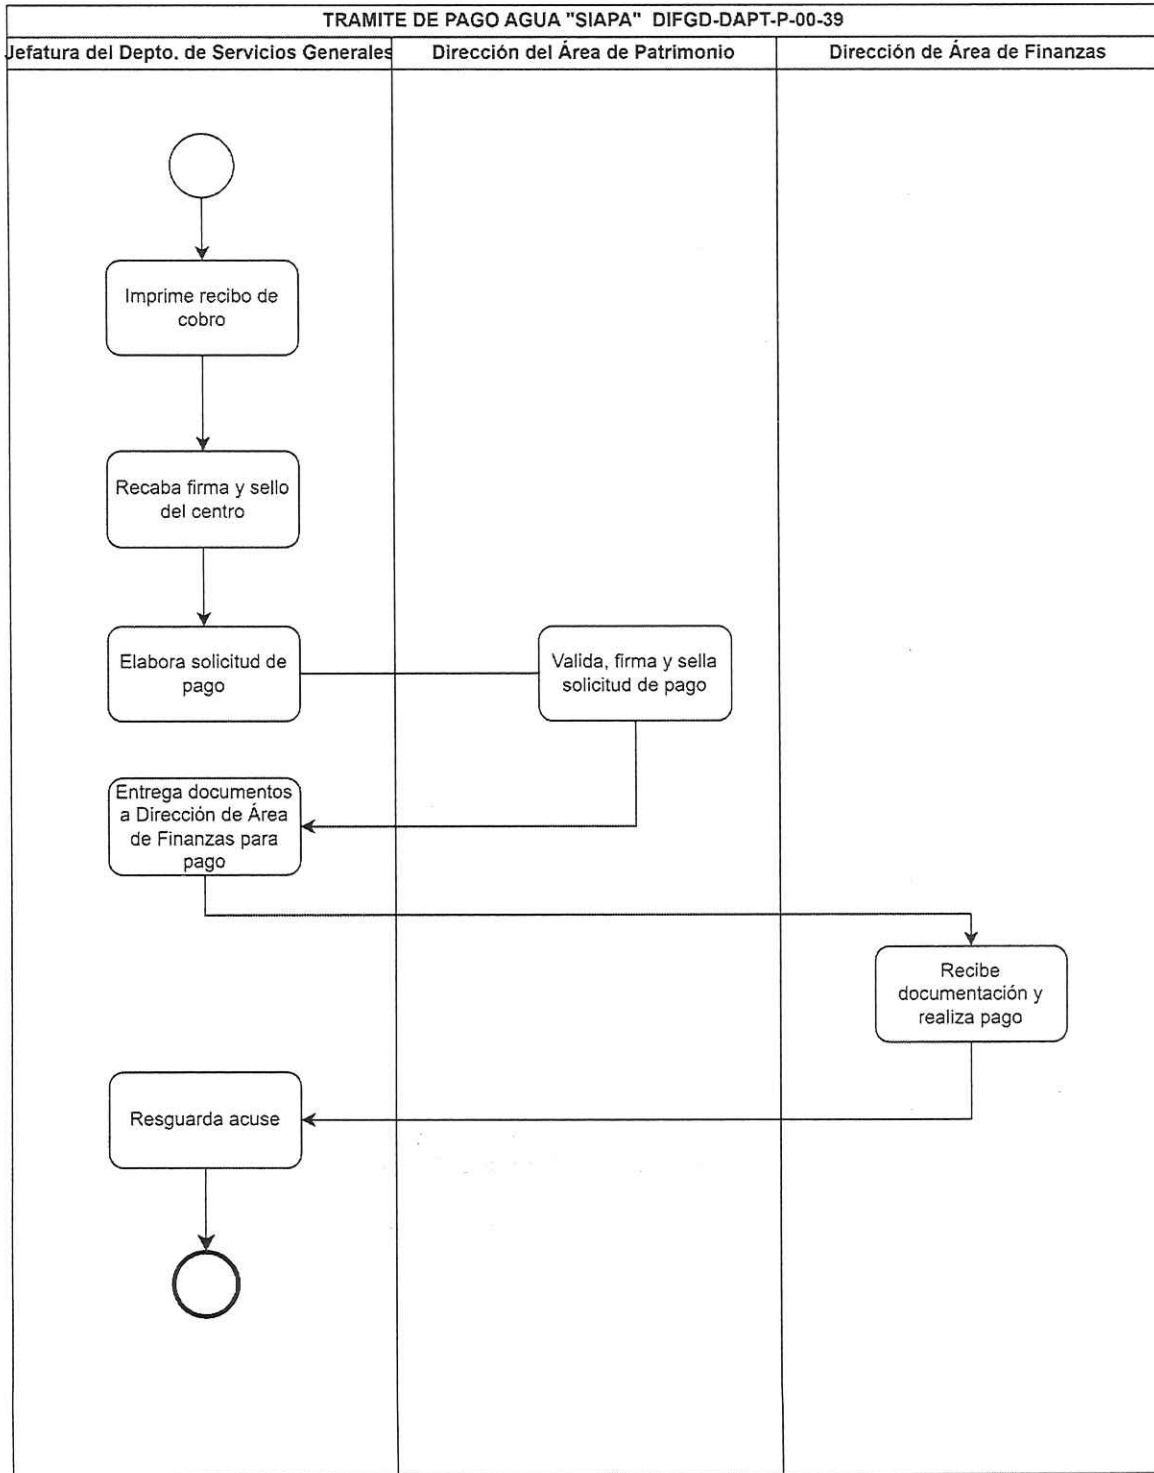 TRAMITE DE PAGO AGUA "SIAPA" DIFGD-DAPT-P-00-39
Jefatura del Depto. de Servicios Generales
Dirección del Área de Patrimonio
Dirección de Área de Finanzas
Imprime recibo de
cobro
Recaba firma y sello
del centro
Elabora solicitud de
pago
Valida, firma y sella
solicitud de pago
Entrega documentos
a Dirección de Área
de Finanzas para
pago
Recibe
documentación y
realiza pago
Resguarda acuse